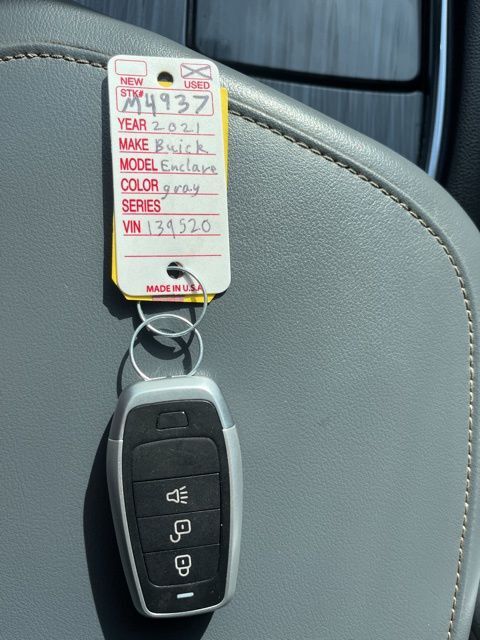 NEW USED
STK# M4937
YEAR 2021
MAKE Buick
MODEL Enclave
COLOR gray
SERIES
VIN 139520
MADE IN U.S.A